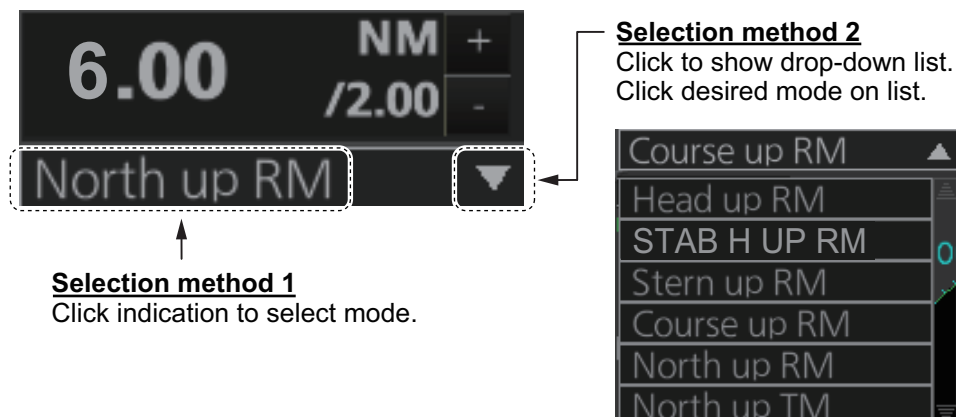 6.00 NM +
/2.00 -
North up RM ▼
Selection method 1
Click indication to select mode.
Selection method 2
Click to show drop-down list.
Click desired mode on list.
Course up RM ▲
Head up RM
STAB H UP RM
Stern up RM
Course up RM
North up RM
North up TM